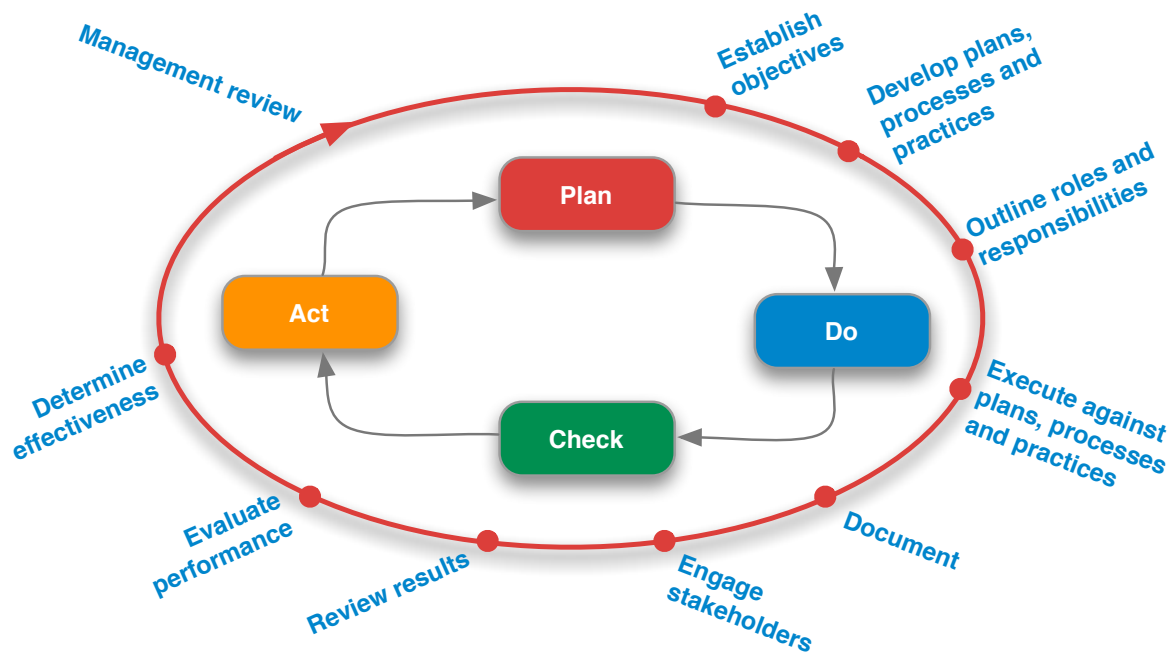 Management review
Establish
objectives
Develop plans,
processes and
practices
Outline roles and
responsibilities
Execute against
plans, processes
and practices
Document
Engage
stakeholders
Review results
Evaluate
performance
Determine
effectiveness
Plan
Do
Check
Act